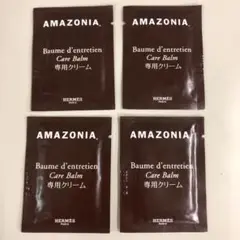 AMAZONIA
Baume d'entretien
Care Balm
専用クリーム
HERMÈS
PARIS
AMAZONIA
Baume d'entretien
Care Balm
専用クリーム
HERMÈS
PARIS
AMAZONIA
Baume d'entretien
Care Balm
専用クリーム
HERMÈS
PARIS
AMAZONIA
Baume d'entretien
Care Balm
専用クリーム
HERMÈS
PARIS